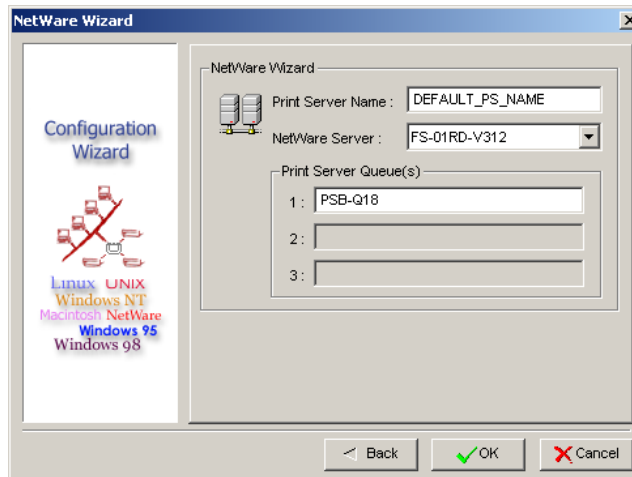 NetWare Wizard
Configuration
Wizard
Linux UNIX
Windows NT
Macintosh NetWare
Windows 95
Windows 98
NetWare Wizard
Print Server Name : DEFAULT_PS_NAME
NetWare Server : FS-01RD-V312
Print Server Queue(s)
1 : PSB-Q18
2 :
3 :
< Back
OK
Cancel